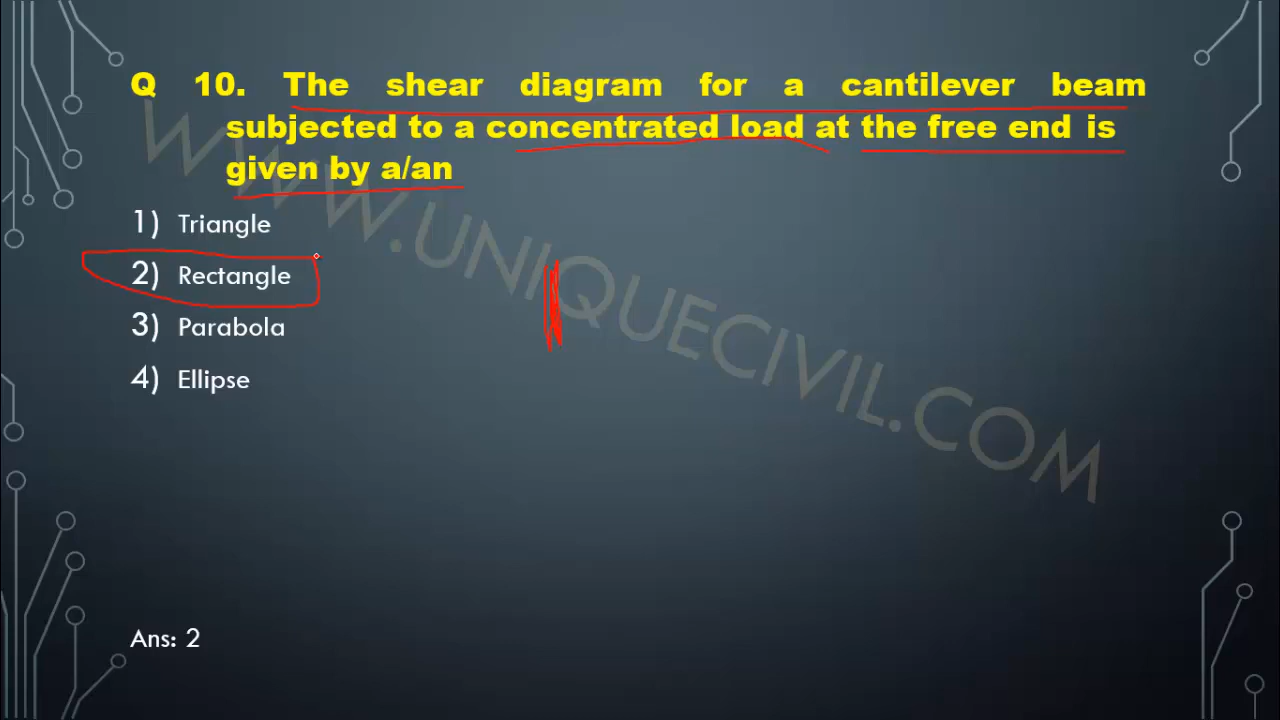 Q 10. The shear diagram for a cantilever beam
subjected to a concentrated load at the free end is
given by a/an
1) Triangle
2) Rectangle
3) Parabola
4) Ellipse
WWW.UNIQUECIVIL.COM
Ans: 2